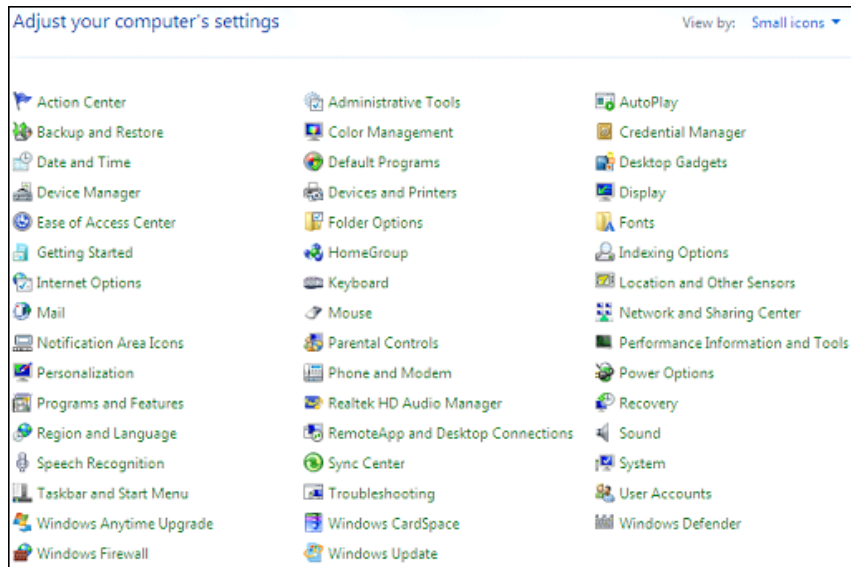 Adjust your computer's settings
View by: Small icons
Action Center
Administrative Tools
AutoPlay
Backup and Restore
Color Management
Credential Manager
Date and Time
Default Programs
Desktop Gadgets
Device Manager
Devices and Printers
Display
Ease of Access Center
Folder Options
Fonts
Getting Started
HomeGroup
Indexing Options
Internet Options
Keyboard
Location and Other Sensors
Mail
Mouse
Network and Sharing Center
Notification Area Icons
Parental Controls
Performance Information and Tools
Personalization
Phone and Modem
Power Options
Programs and Features
Realtek HD Audio Manager
Recovery
Region and Language
RemoteApp and Desktop Connections
Sound
Speech Recognition
Sync Center
System
Taskbar and Start Menu
Troubleshooting
User Accounts
Windows Anytime Upgrade
Windows CardSpace
Windows Defender
Windows Firewall
Windows Update